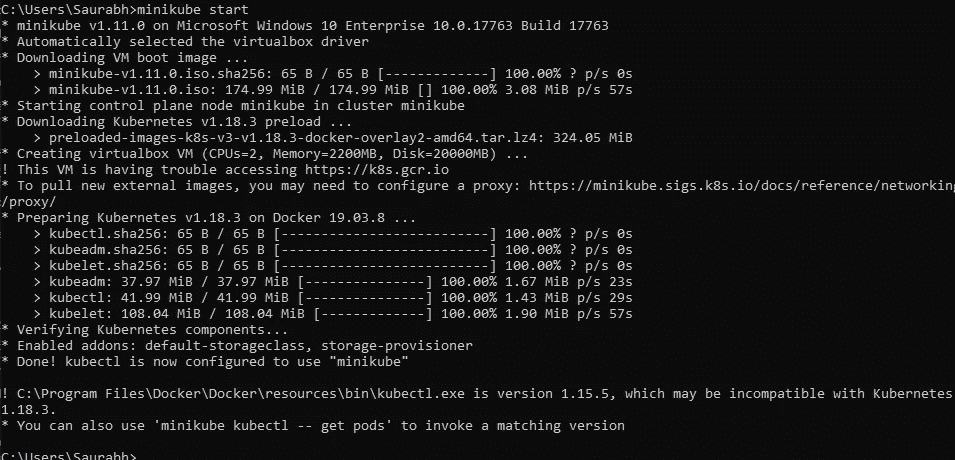 C:\Users\Saurabh>minikube start
* minikube v1.11.0 on Microsoft Windows 10 Enterprise 10.0.17763 Build 17763
* Automatically selected the virtualbox driver
* Downloading VM boot image ...
    > minikube-v1.11.0.iso.sha256: 65 B / 65 B [-------------] 100.00% ? p/s 0s
    > minikube-v1.11.0.iso: 174.99 MiB / 174.99 MiB [] 100.00% 3.08 MiB p/s 57s
* Starting control plane node minikube in cluster minikube
* Downloading Kubernetes v1.18.3 preload ...
    > preloaded-images-k8s-v3-v1.18.3-docker-overlay2-amd64.tar.lz4: 324.05 MiB
* Creating virtualbox VM (CPUs=2, Memory=2200MB, Disk=20000MB) ...
! This VM is having trouble accessing https://k8s.gcr.io
* To pull new external images, you may need to configure a proxy: https://minikube.sigs.k8s.io/docs/reference/networking
/proxy/
* Preparing Kubernetes v1.18.3 on Docker 19.03.8 ...
    > kubectl.sha256: 65 B / 65 B [--------------------------] 100.00% ? p/s 0s
    > kubeadm.sha256: 65 B / 65 B [--------------------------] 100.00% ? p/s 0s
    > kubelet.sha256: 65 B / 65 B [--------------------------] 100.00% ? p/s 0s
    > kubeadm: 37.97 MiB / 37.97 MiB [---------------] 100.00% 1.67 MiB p/s 23s
    > kubectl: 41.99 MiB / 41.99 MiB [---------------] 100.00% 1.43 MiB p/s 29s
    > kubelet: 108.04 MiB / 108.04 MiB [-------------] 100.00% 1.90 MiB p/s 57s
* Verifying Kubernetes components...
* Enabled addons: default-storageclass, storage-provisioner
* Done! kubectl is now configured to use "minikube"
! C:\Program Files\Docker\Docker\resources\bin\kubectl.exe is version 1.15.5, which may be incompatible with Kubernetes
1.18.3.
* You can also use 'minikube kubectl -- get pods' to invoke a matching version
C:\Users\Saurabh>